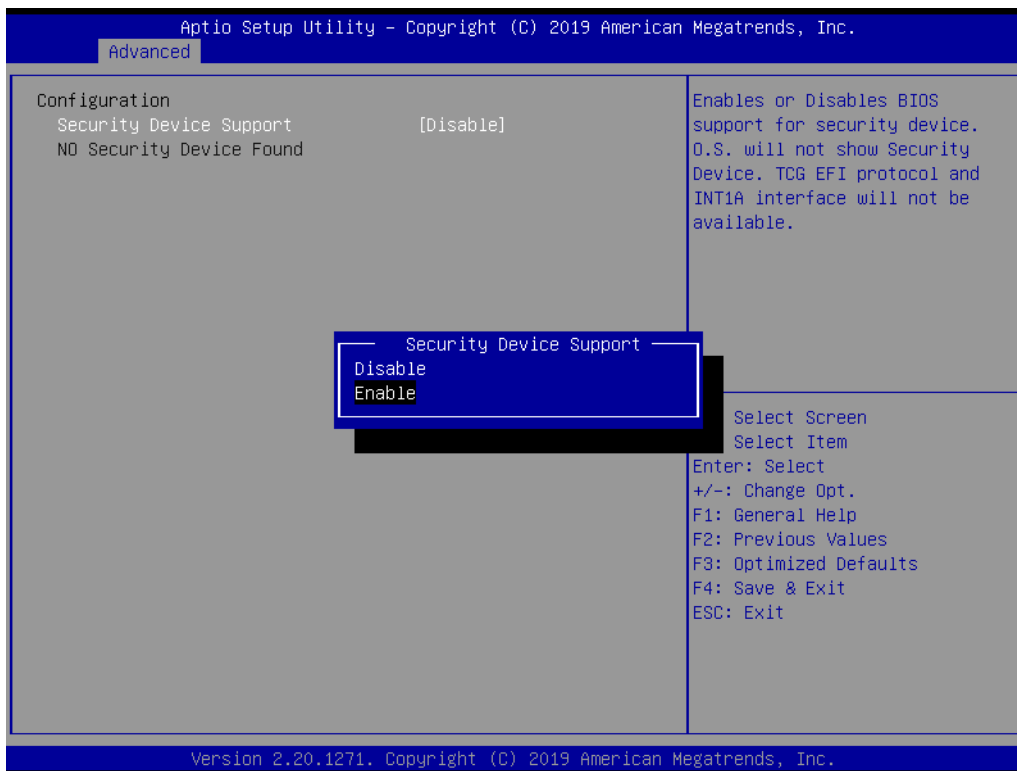 Aptio Setup Utility – Copyright (C) 2019 American Megatrends, Inc.
Advanced
Configuration
Security Device Support [Disable]
NO Security Device Found
Enables or Disables BIOS
support for security device.
O.S. will not show Security
Device. TCG EFI protocol and
INT1A interface will not be
available.
Security Device Support
Disable
Enable
Select Screen
Select Item
Enter: Select
+/-: Change Opt.
F1: General Help
F2: Previous Values
F3: Optimized Defaults
F4: Save & Exit
ESC: Exit
Version 2.20.1271. Copyright (C) 2019 American Megatrends, Inc.